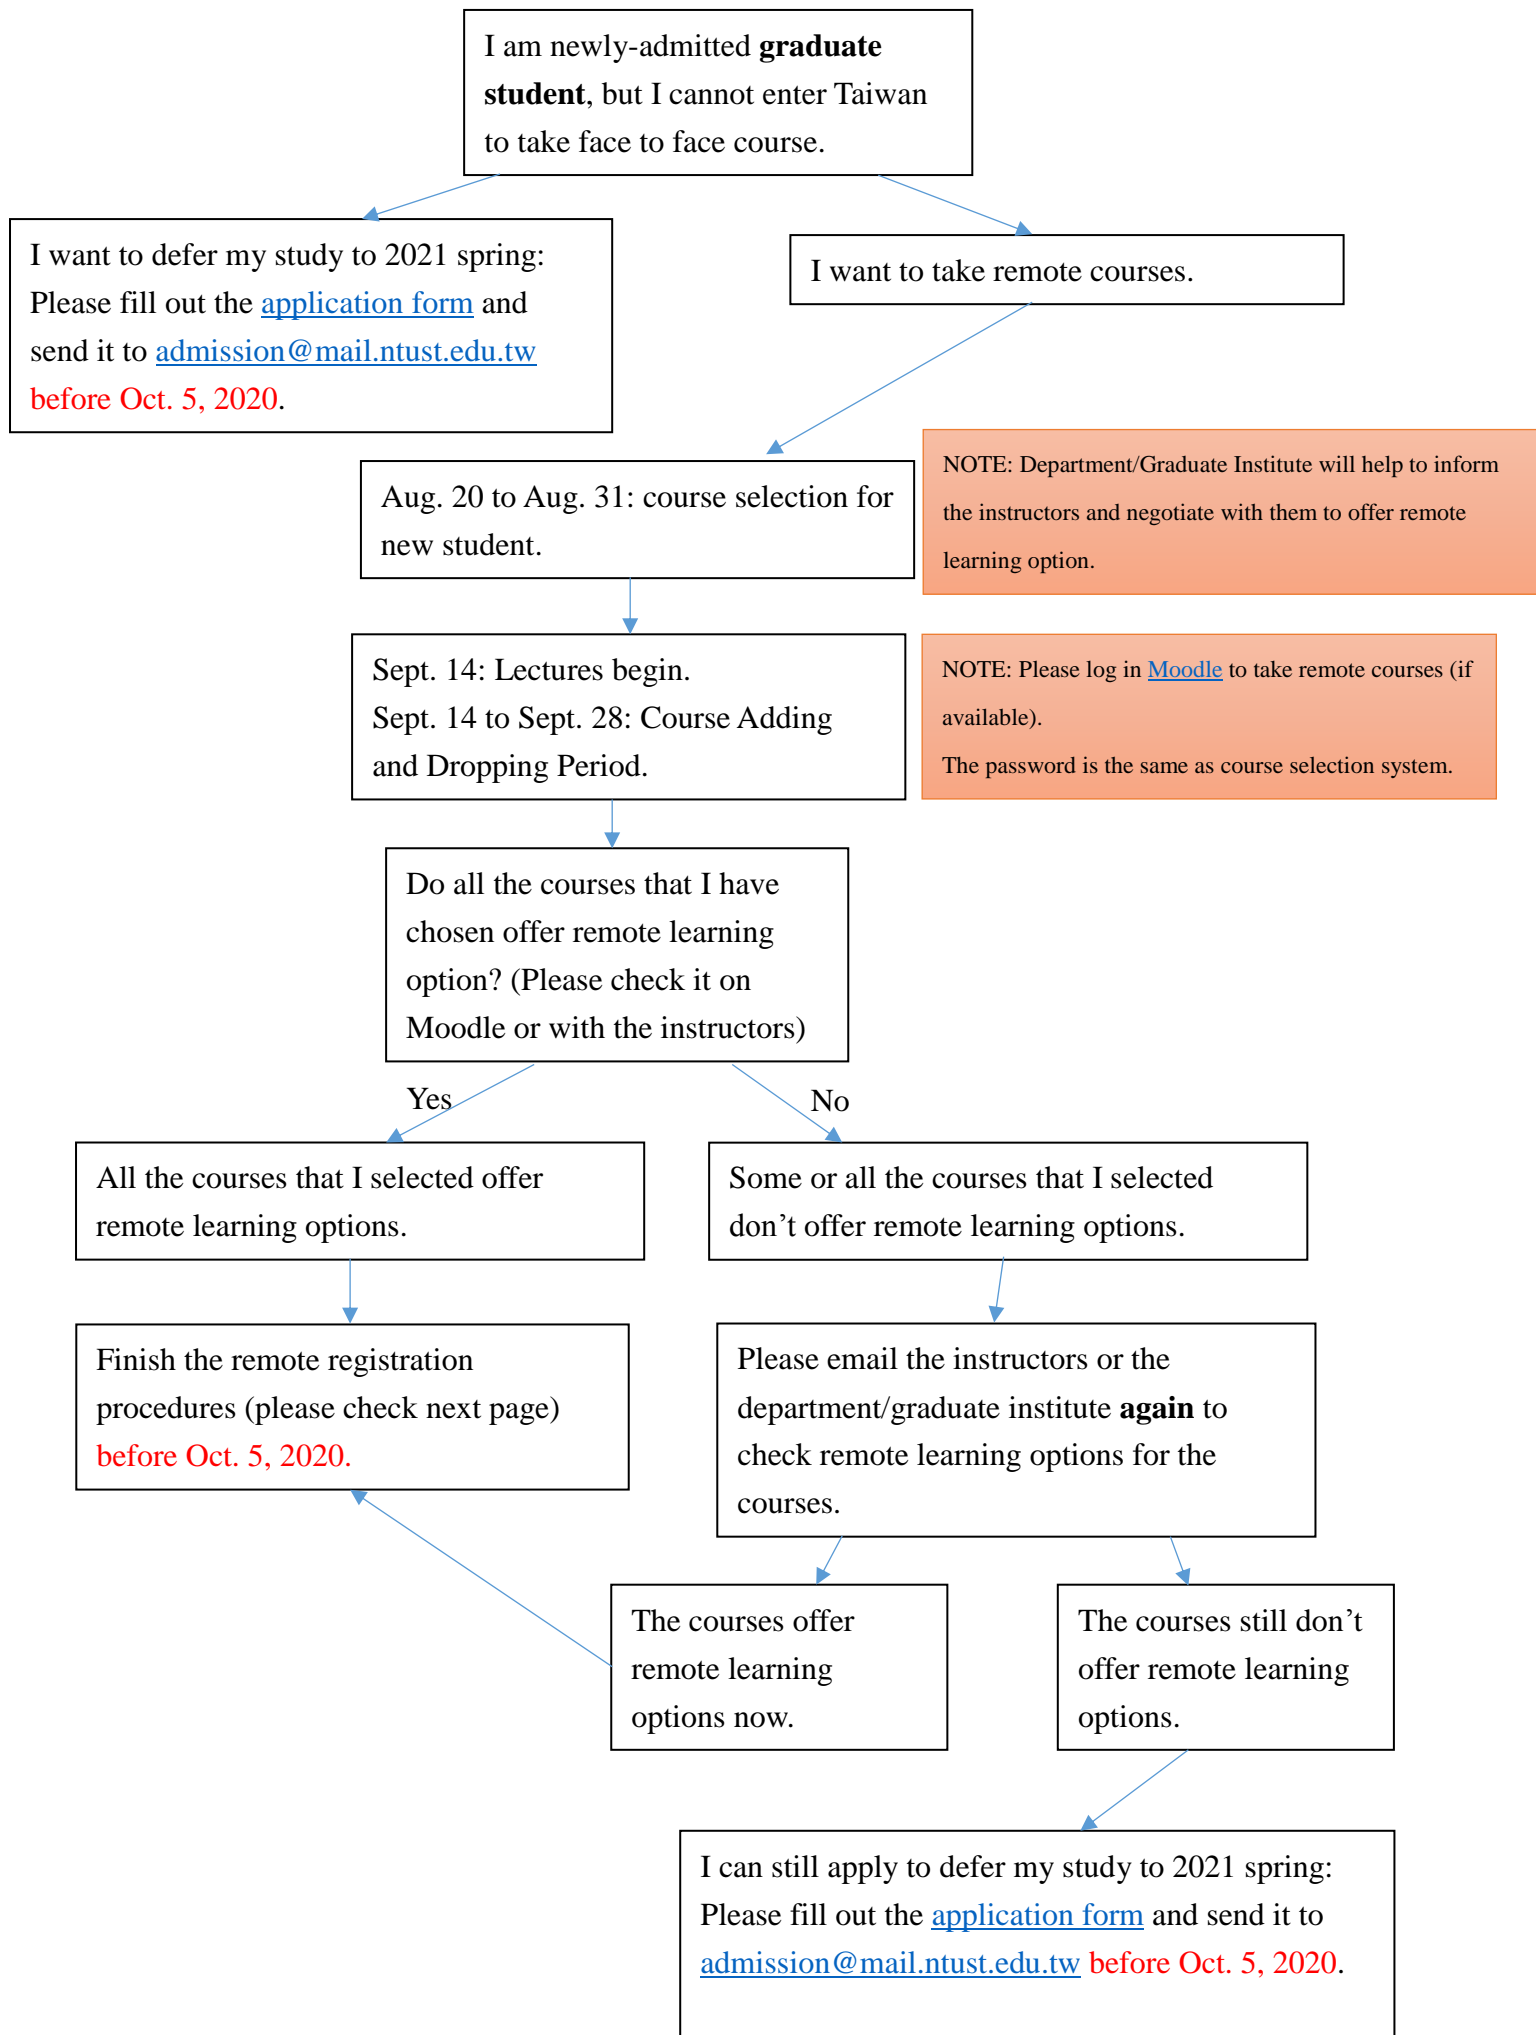 I am newly-admitted graduate
student, but I cannot enter Taiwan
to take face to face course.
I want to defer my study to 2021 spring:
Please fill out the application form and
send it to admission@mail.ntust.edu.tw
before Oct. 5, 2020.
I want to take remote courses.
Aug. 20 to Aug. 31: course selection for
new student.
NOTE: Department/Graduate Institute will help to inform
the instructors and negotiate with them to offer remote
learning option.
Sept. 14: Lectures begin.
Sept. 14 to Sept. 28: Course Adding
and Dropping Period.
NOTE: Please log in Moodle to take remote courses (if
available).
The password is the same as course selection system.
Do all the courses that I have
chosen offer remote learning
option? (Please check it on
Moodle or with the instructors)
Yes
No
All the courses that I selected offer
remote learning options.
Some or all the courses that I selected
don’t offer remote learning options.
Finish the remote registration
procedures (please check next page)
before Oct. 5, 2020.
Please email the instructors or the
department/graduate institute again to
check remote learning options for the
courses.
The courses offer
remote learning
options now.
The courses still don’t
offer remote learning
options.
I can still apply to defer my study to 2021 spring:
Please fill out the application form and send it to
admission@mail.ntust.edu.tw before Oct. 5, 2020.